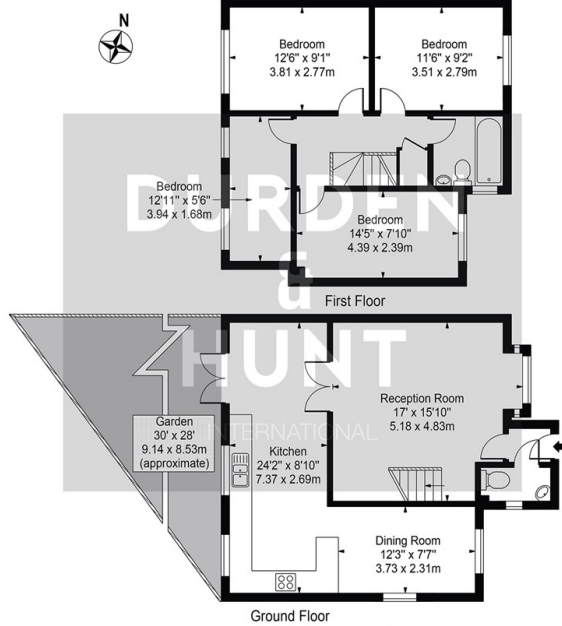 N
Bedroom
12'6" x 9'1"
3.81 x 2.77m
Bedroom
11'6" x 9'2"
3.51 x 2.79m
Bedroom
12'11" x 5'6"
3.94 x 1.68m
Bedroom
14'5" x 7'10"
4.39 x 2.39m
DURDEN
&
HUNT
INTERNATIONAL
First Floor
Garden
30' x 28'
9.14 x 8.53m
(approximate)
Kitchen
24'2" x 8'10"
7.37 x 2.69m
Reception Room
17' x 15'10"
5.18 x 4.83m
Dining Room
12'3" x 7'7"
3.73 x 2.31m
Ground Floor